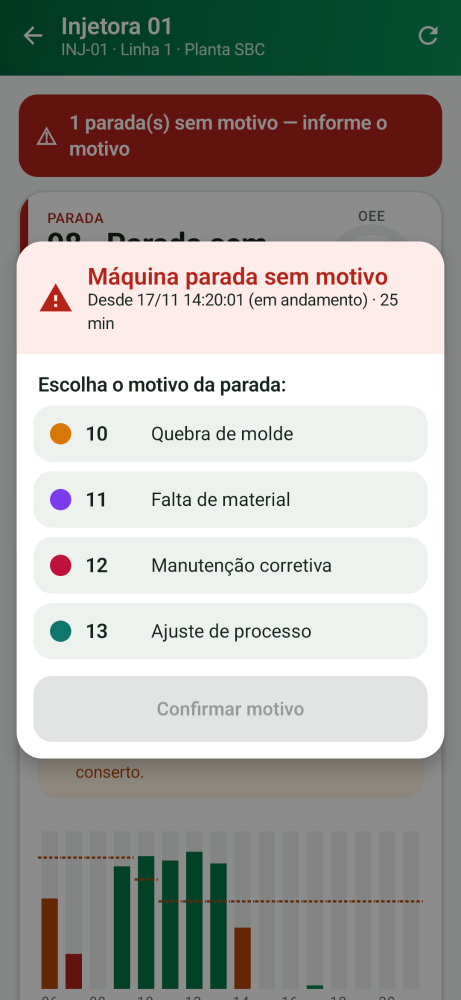 Injetora 01
INJ-01 · Linha 1 · Planta SBC
1 parada(s) sem motivo — informe o
motivo
PARADA
OEE
Máquina parada sem motivo
Desde 17/11 14:20:01 (em andamento) · 25
min
Escolha o motivo da parada:
10 Quebra de molde
11 Falta de material
12 Manutenção corretiva
13 Ajuste de processo
Confirmar motivo
conserto.